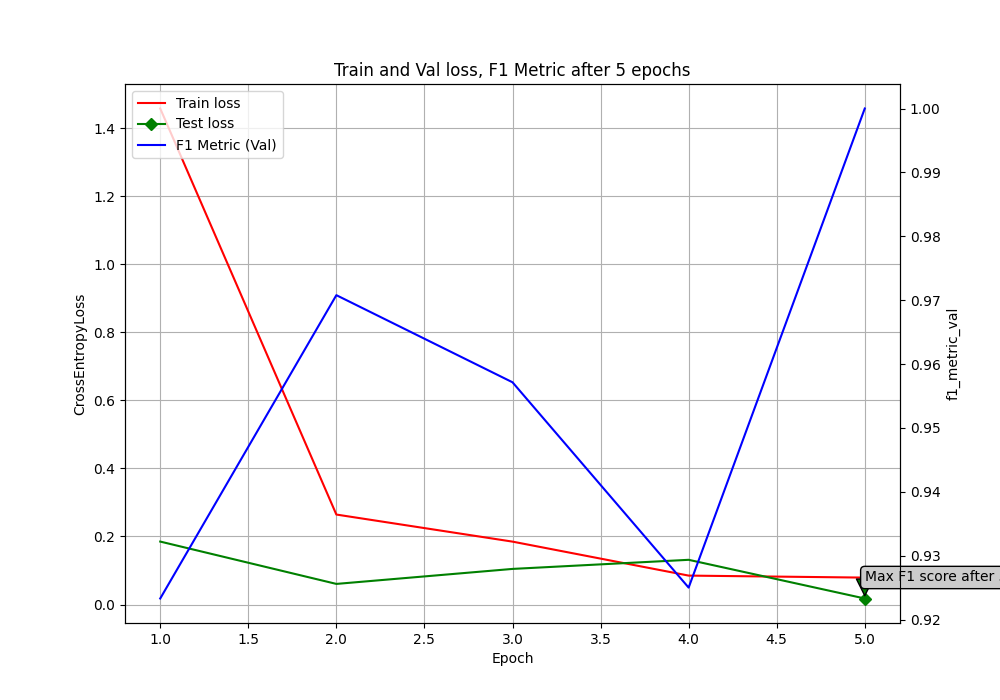 Train and Val loss, F1 Metric after 5 epochs
Train loss
Test loss
F1 Metric (Val)
CrossEntropyLoss
1.4
1.2
1.0
0.8
0.6
0.4
0.2
0.0
1.00
0.99
0.98
0.97
0.96
0.95
0.94
0.93
0.92
f1_metric_val
Max F1 score after
1.0 1.5 2.0 2.5 3.0 3.5 4.0 4.5 5.0
Epoch